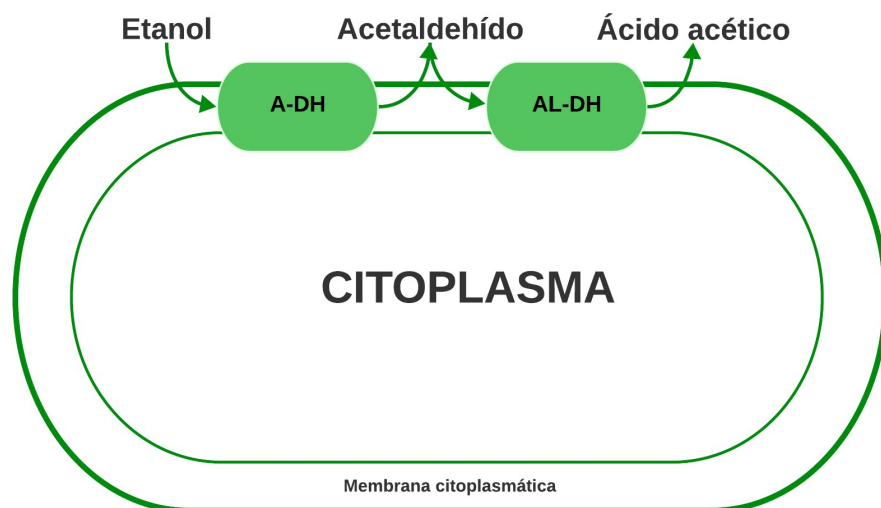 Etanol
Acetaldehído
Ácido acético
A-DH
AL-DH
CITOPLASMA
Membrana citoplasmática